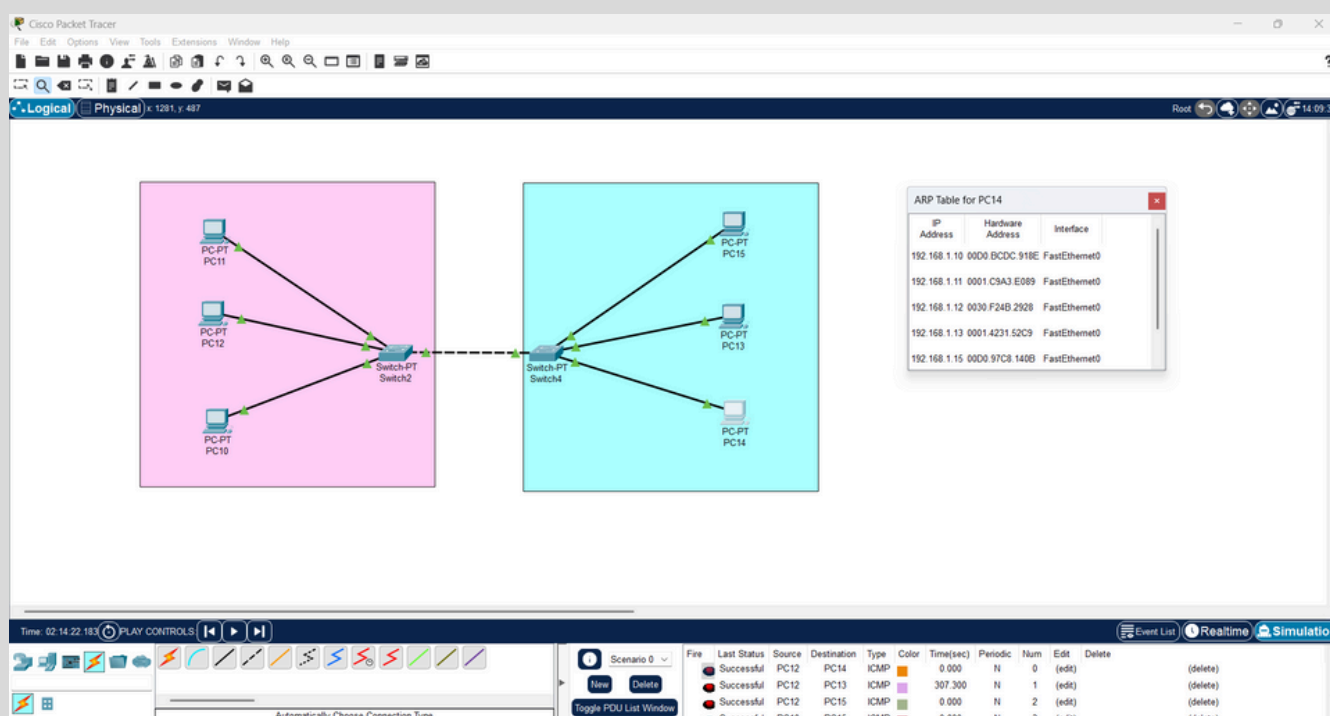 Cisco Packet Tracer
File Edit Options View Tools Extensions Window Help
Logical Physical x: 1281, y: 487 Root 14:09:3
PC-PT
PC11
PC-PT
PC12
PC-PT
PC10
Switch-PT
Switch2
Switch-PT
Switch4
PC-PT
PC15
PC-PT
PC13
PC-PT
PC14
ARP Table for PC14
IP Address Hardware Address Interface
192.168.1.10 00D0.BCDC.918E FastEthernet0
192.168.1.11 0001.C9A3.E089 FastEthernet0
192.168.1.12 0030.F24B.2928 FastEthernet0
192.168.1.13 0001.4231.52C9 FastEthernet0
192.168.1.15 00D0.97C8.140B FastEthernet0
Time: 02:14:22.183 PLAY CONTROLS: Event List Realtime Simulatio
Scenario 0
New Delete
Toggle PDU List Window
Fire Last Status Source Destination Type Color Time(sec) Periodic Num Edit Delete
Successful PC12 PC14 ICMP 0.000 N 0 (edit) (delete)
Successful PC12 PC13 ICMP 307.300 N 1 (edit) (delete)
Successful PC12 PC15 ICMP 0.000 N 2 (edit) (delete)
Automatically Choose Connection Type